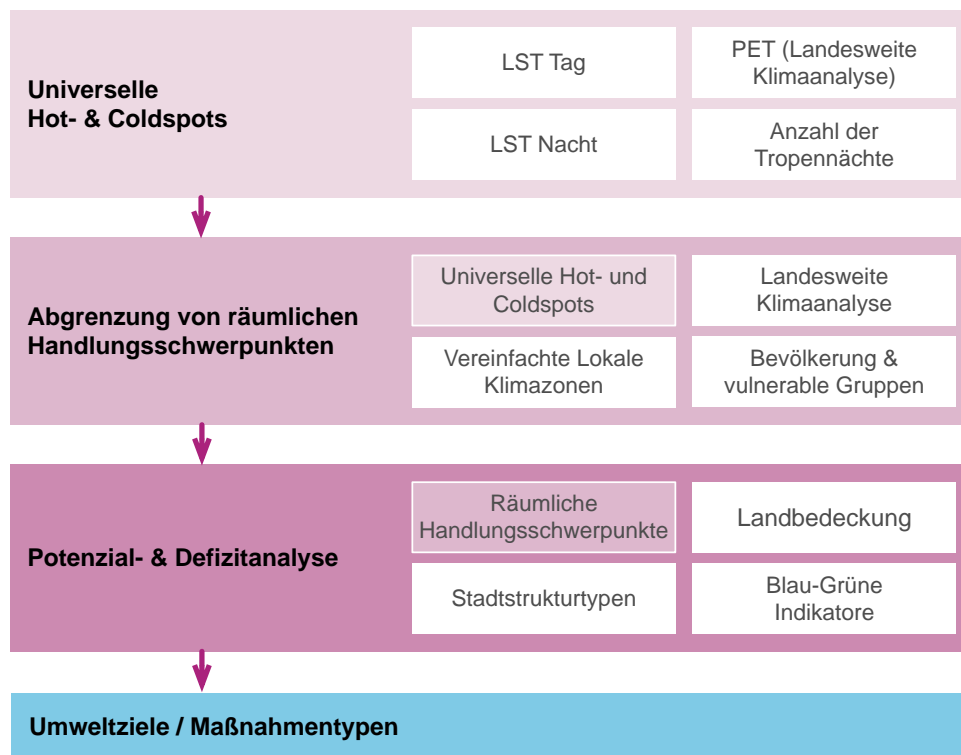 Universelle
Hot- & Coldspots
LST Tag
PET (Landesweite
Klimaanalyse)
LST Nacht
Anzahl der
Tropennächte
Abgrenzung von räumlichen
Handlungsschwerpunkten
Universelle Hot- und
Coldspots
Landesweite
Klimaanalyse
Vereinfachte Lokale
Klimazonen
Bevölkerung &
vulnerable Gruppen
Potenzial- & Defizitanalyse
Räumliche
Handlungsschwerpunkte
Landbedeckung
Stadtstrukturtypen
Blau-Grüne
Indikatore
Umweltziele / Maßnahmentypen